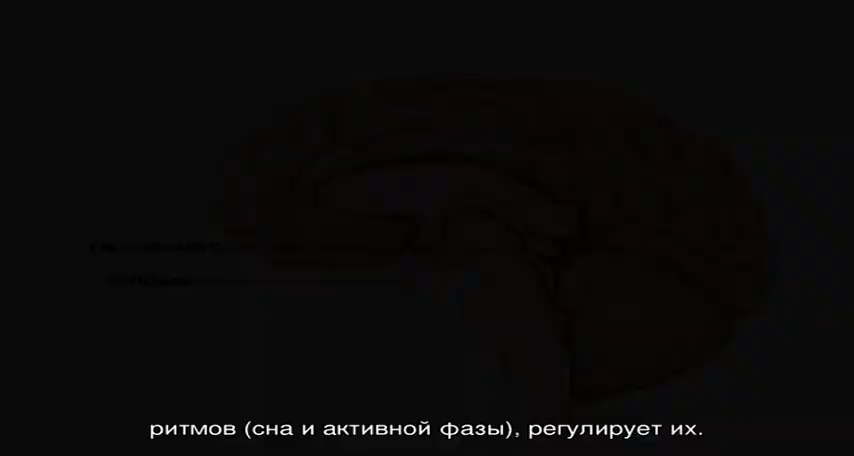 ритмов (сна и активной фазы), регулирует их.